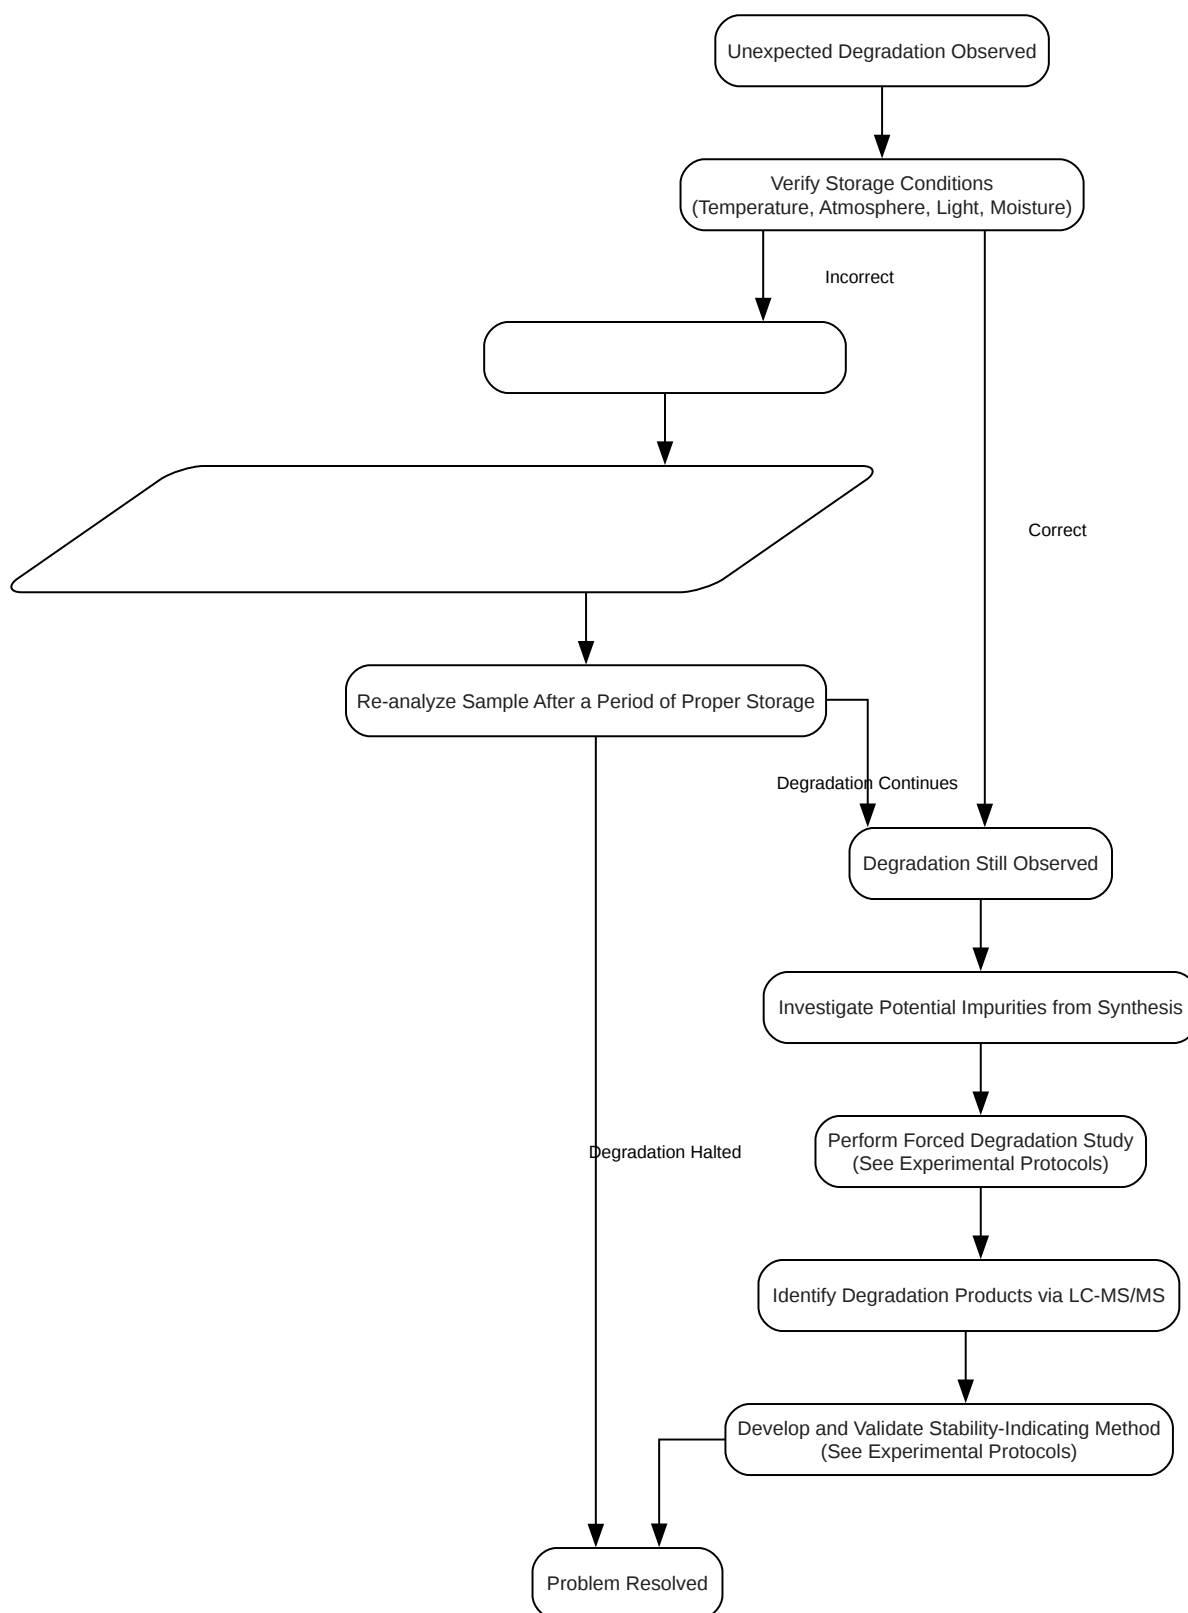 Unexpected Degradation Observed
Verify Storage Conditions
(Temperature, Atmosphere, Light, Moisture)
Incorrect
Correct
Re-analyze Sample After a Period of Proper Storage
Degradation Continues
Degradation Still Observed
Investigate Potential Impurities from Synthesis
Perform Forced Degradation Study
(See Experimental Protocols)
Degradation Halted
Identify Degradation Products via LC-MS/MS
Develop and Validate Stability-Indicating Method
(See Experimental Protocols)
Problem Resolved